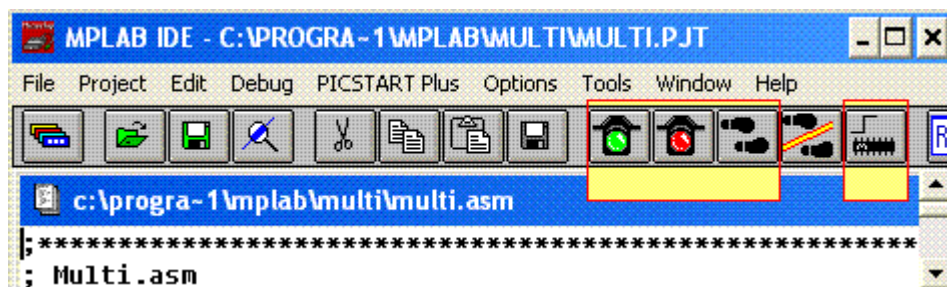 MPLAB IDE - C:\PROGRA~1\MPLAB\MULTI\MULTI.PJT
File Project Edit Debug PICSTART Plus Options Tools Window Help
R
c:\progra~1\mplab\multi\multi.asm
;*******************************************************
; Multi.asm